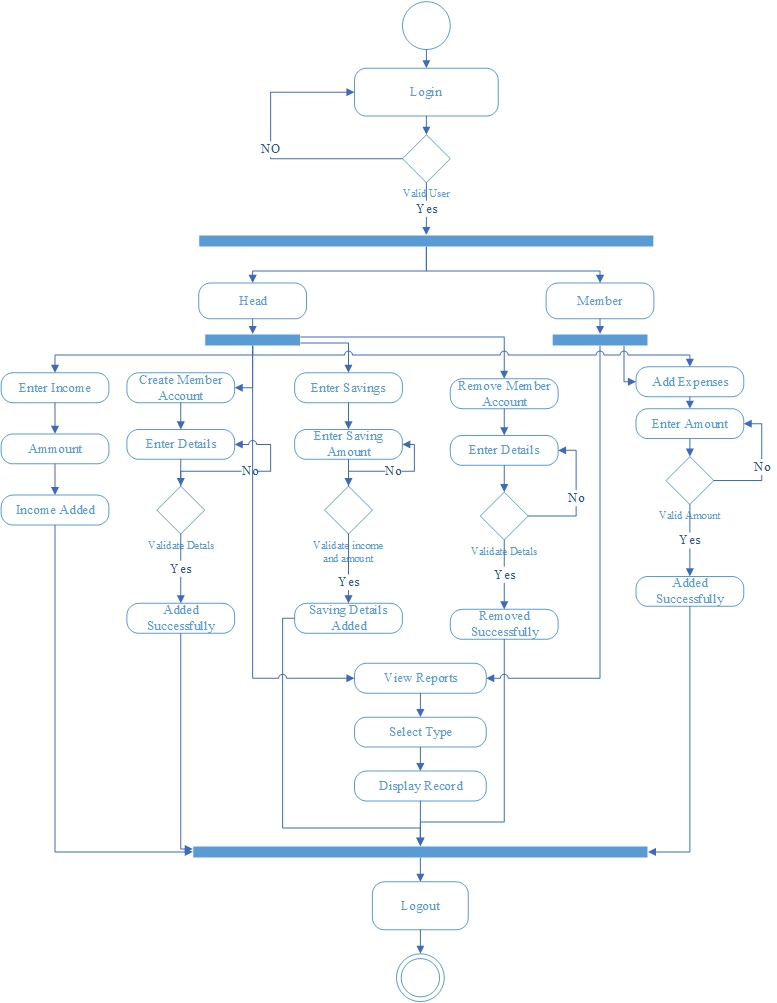 Login
NO
Valid User
Yes
Head
Member
Enter Income
Create Member
Account
Enter Savings
Remove Member
Account
Add Expenses
Ammount
Enter Details
Enter Saving
Amount
Enter Details
Enter Amount
No
No
No
No
Income Added
Validate Detals
Validate income
and amount
Validate Detals
Valid Amount
Yes
Yes
Yes
Yes
Added
Successfully
Saving Details
Added
Removed
Successfully
Added
Successfully
View Reports
Select Type
Display Record
Logout